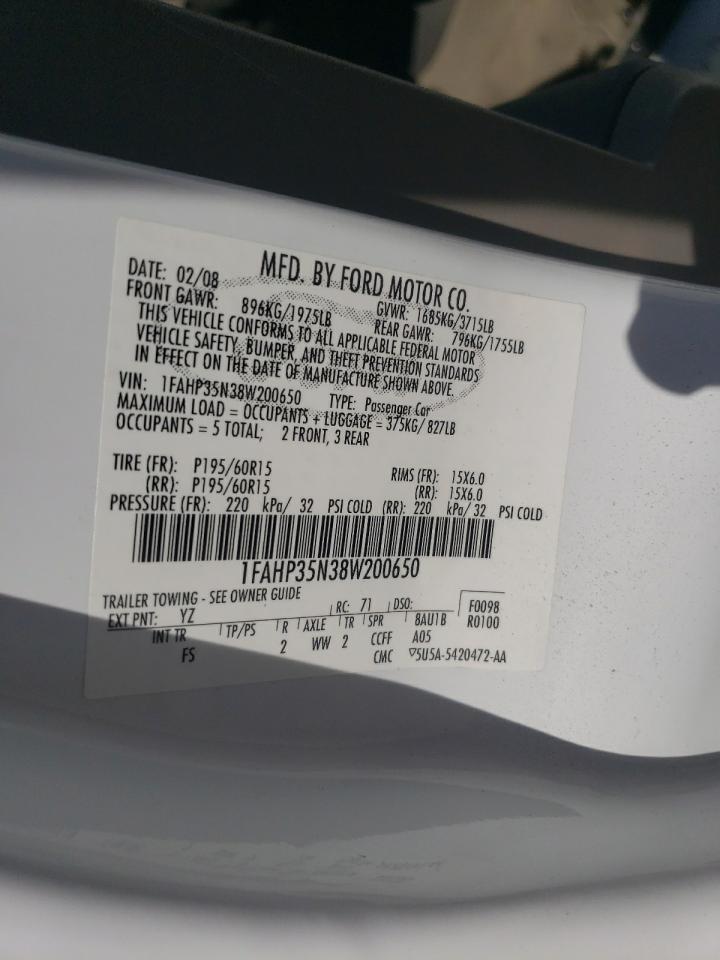 MFD. BY FORD MOTOR CO.
DATE: 02/08 GVWR: 1685KG/3715LB
FRONT GAWR: 896KG/1975LB REAR GAWR: 796KG/1755LB
THIS VEHICLE CONFORMS TO ALL APPLICABLE FEDERAL MOTOR
VEHICLE SAFETY, BUMPER, AND THEFT PREVENTION STANDARDS
IN EFFECT ON THE DATE OF MANUFACTURE SHOWN ABOVE.
VIN: 1FAHP35N38W200650 TYPE: Passenger Car
MAXIMUM LOAD = OCCUPANTS + LUGGAGE = 375KG/ 827LB
OCCUPANTS = 5 TOTAL; 2 FRONT, 3 REAR
TIRE (FR): P195/60R15 RIMS (FR): 15X6.0
(RR): P195/60R15 (RR): 15X6.0
PRESSURE (FR): 220 kPa/ 32 PSI COLD (RR): 220 kPa/ 32 PSI COLD
1FAHP35N38W200650
TRAILER TOWING - SEE OWNER GUIDE
EXT PNT: YZ RC: 71 DSO: F0098
INT TR TP/PS R AXLE TR SPR 8AU1B R0100
FS 2 WW 2 CCFF A05
CMC ▽5U5A-5420472-AA